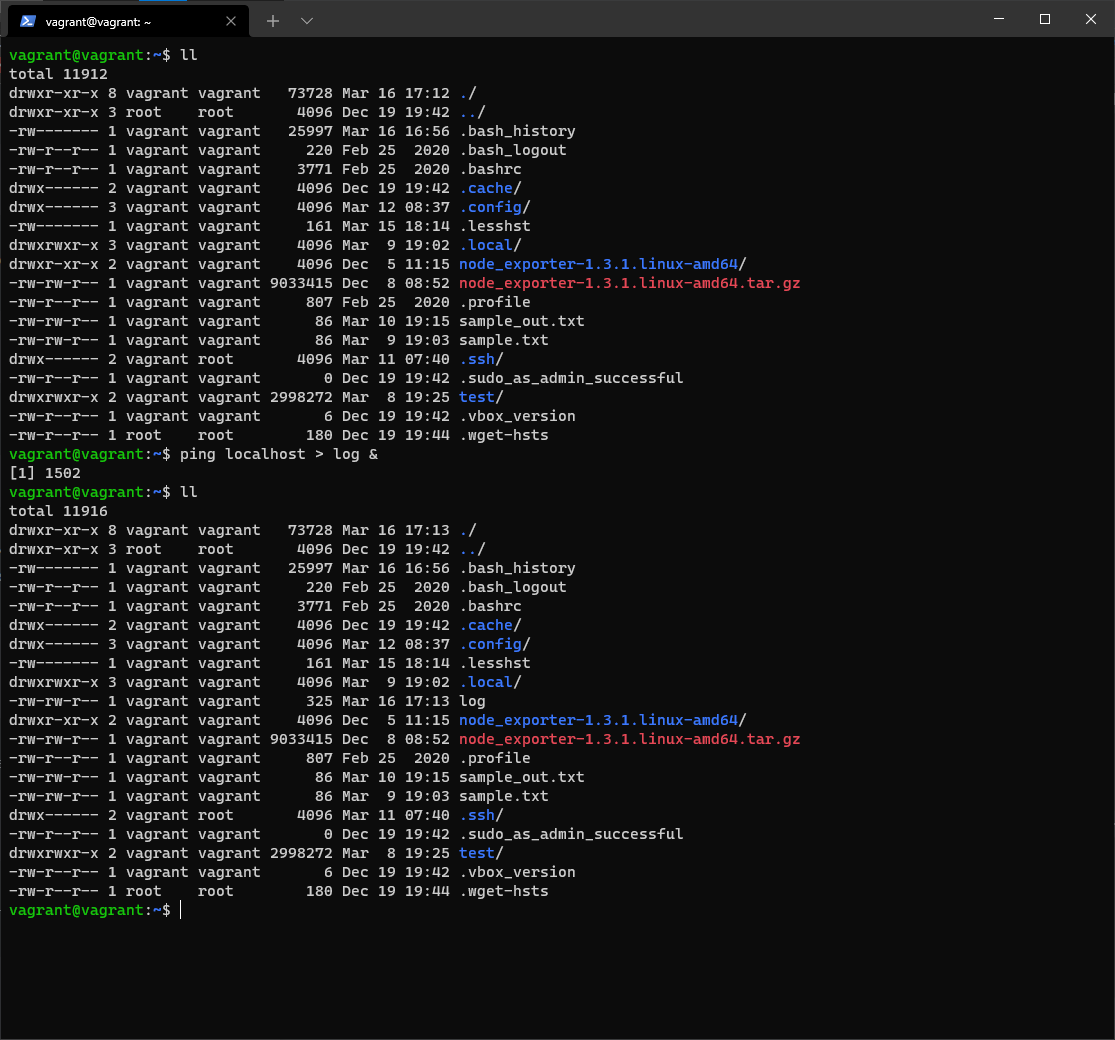 vagrant@vagrant: ~
vagrant@vagrant:~$ ll
total 11912
drwxr-xr-x 8 vagrant vagrant   73728 Mar 16 17:12 ./
drwxr-xr-x 3 root    root       4096 Dec 19 19:42 ../
-rw------- 1 vagrant vagrant   25997 Mar 16 16:56 .bash_history
-rw-r--r-- 1 vagrant vagrant     220 Feb 25  2020 .bash_logout
-rw-r--r-- 1 vagrant vagrant    3771 Feb 25  2020 .bashrc
drwx------ 2 vagrant vagrant    4096 Dec 19 19:42 .cache/
drwx------ 3 vagrant vagrant    4096 Mar 12 08:37 .config/
-rw------- 1 vagrant vagrant     161 Mar 15 18:14 .lesshst
drwxrwxr-x 3 vagrant vagrant    4096 Mar  9 19:02 .local/
drwxr-xr-x 2 vagrant vagrant    4096 Dec  5 11:15 node_exporter-1.3.1.linux-amd64/
-rw-rw-r-- 1 vagrant vagrant 9033415 Dec  8 08:52 node_exporter-1.3.1.linux-amd64.tar.gz
-rw-r--r-- 1 vagrant vagrant     807 Feb 25  2020 .profile
-rw-rw-r-- 1 vagrant vagrant      86 Mar 10 19:15 sample_out.txt
-rw-rw-r-- 1 vagrant vagrant      86 Mar  9 19:03 sample.txt
drwx------ 2 vagrant root       4096 Mar 11 07:40 .ssh/
-rw-r--r-- 1 vagrant vagrant       0 Dec 19 19:42 .sudo_as_admin_successful
drwxrwxr-x 2 vagrant vagrant 2998272 Mar  8 19:25 test/
-rw-r--r-- 1 vagrant vagrant       6 Dec 19 19:42 .vbox_version
-rw-r--r-- 1 root    root        180 Dec 19 19:44 .wget-hsts
vagrant@vagrant:~$ ping localhost > log &
[1] 1502
vagrant@vagrant:~$ ll
total 11916
drwxr-xr-x 8 vagrant vagrant   73728 Mar 16 17:13 ./
drwxr-xr-x 3 root    root       4096 Dec 19 19:42 ../
-rw------- 1 vagrant vagrant   25997 Mar 16 16:56 .bash_history
-rw-r--r-- 1 vagrant vagrant     220 Feb 25  2020 .bash_logout
-rw-r--r-- 1 vagrant vagrant    3771 Feb 25  2020 .bashrc
drwx------ 2 vagrant vagrant    4096 Dec 19 19:42 .cache/
drwx------ 3 vagrant vagrant    4096 Mar 12 08:37 .config/
-rw------- 1 vagrant vagrant     161 Mar 15 18:14 .lesshst
drwxrwxr-x 3 vagrant vagrant    4096 Mar  9 19:02 .local/
-rw-rw-r-- 1 vagrant vagrant     325 Mar 16 17:13 log
drwxr-xr-x 2 vagrant vagrant    4096 Dec  5 11:15 node_exporter-1.3.1.linux-amd64/
-rw-rw-r-- 1 vagrant vagrant 9033415 Dec  8 08:52 node_exporter-1.3.1.linux-amd64.tar.gz
-rw-r--r-- 1 vagrant vagrant     807 Feb 25  2020 .profile
-rw-rw-r-- 1 vagrant vagrant      86 Mar 10 19:15 sample_out.txt
-rw-rw-r-- 1 vagrant vagrant      86 Mar  9 19:03 sample.txt
drwx------ 2 vagrant root       4096 Mar 11 07:40 .ssh/
-rw-r--r-- 1 vagrant vagrant       0 Dec 19 19:42 .sudo_as_admin_successful
drwxrwxr-x 2 vagrant vagrant 2998272 Mar  8 19:25 test/
-rw-r--r-- 1 vagrant vagrant       6 Dec 19 19:42 .vbox_version
-rw-r--r-- 1 root    root        180 Dec 19 19:44 .wget-hsts
vagrant@vagrant:~$